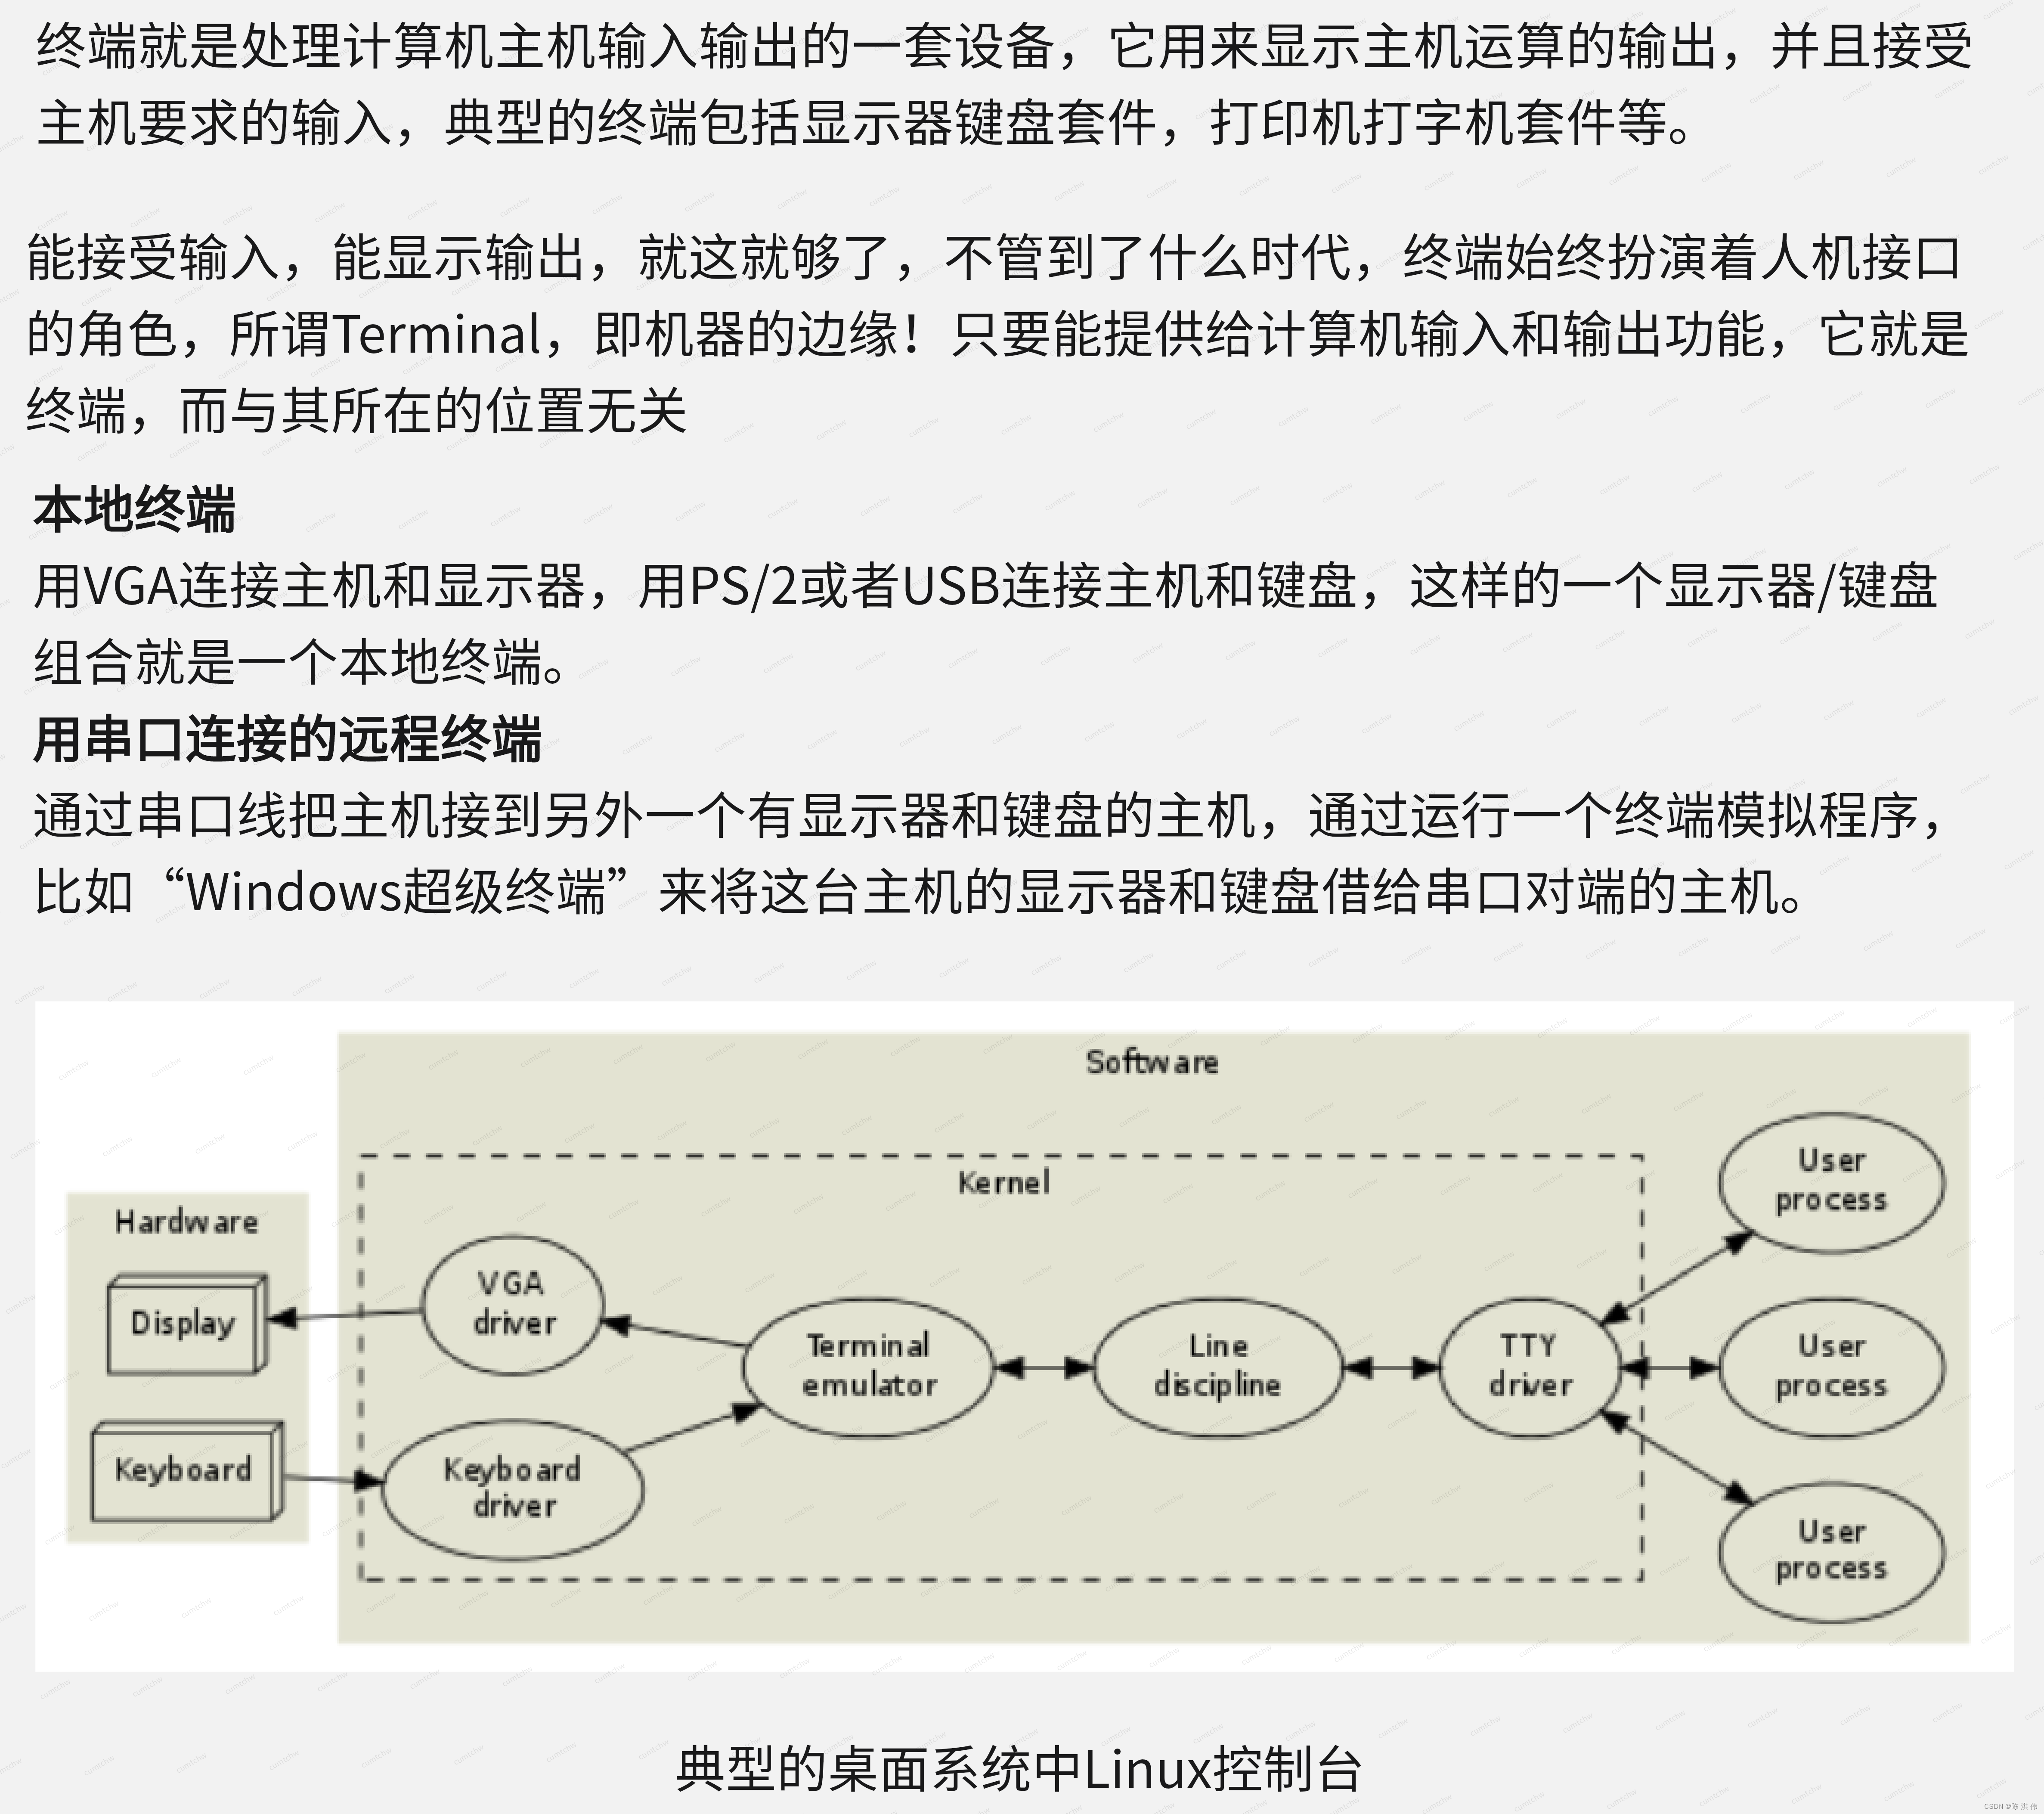 终端就是处理计算机主机输入输出的一套设备，它用来显示主机运算的输出，并且接受
主机要求的输入，典型的终端包括显示器键盘套件，打印机打字机套件等。
能接受输入，能显示输出，就这就够了，不管到了什么时代，终端始终扮演着人机接口
的角色，所谓Terminal，即机器的边缘！只要能提供给计算机输入和输出功能，它就是
终端，而与其所在的位置无关
本地终端
用VGA连接主机和显示器，用PS/2或者USB连接主机和键盘，这样的一个显示器/键盘
组合就是一个本地终端。
用串口连接的远程终端
通过串口线把主机接到另外一个有显示器和键盘的主机，通过运行一个终端模拟程序，
比如“Windows超级终端”来将这台主机的显示器和键盘借给串口对端的主机。
Software
Kernel
Hardware
Display
Keyboard
VGA
driver
Keyboard
driver
Terminal
emulator
Line
discipline
TTY
driver
User
process
User
process
User
process
典型的桌面系统中Linux控制台